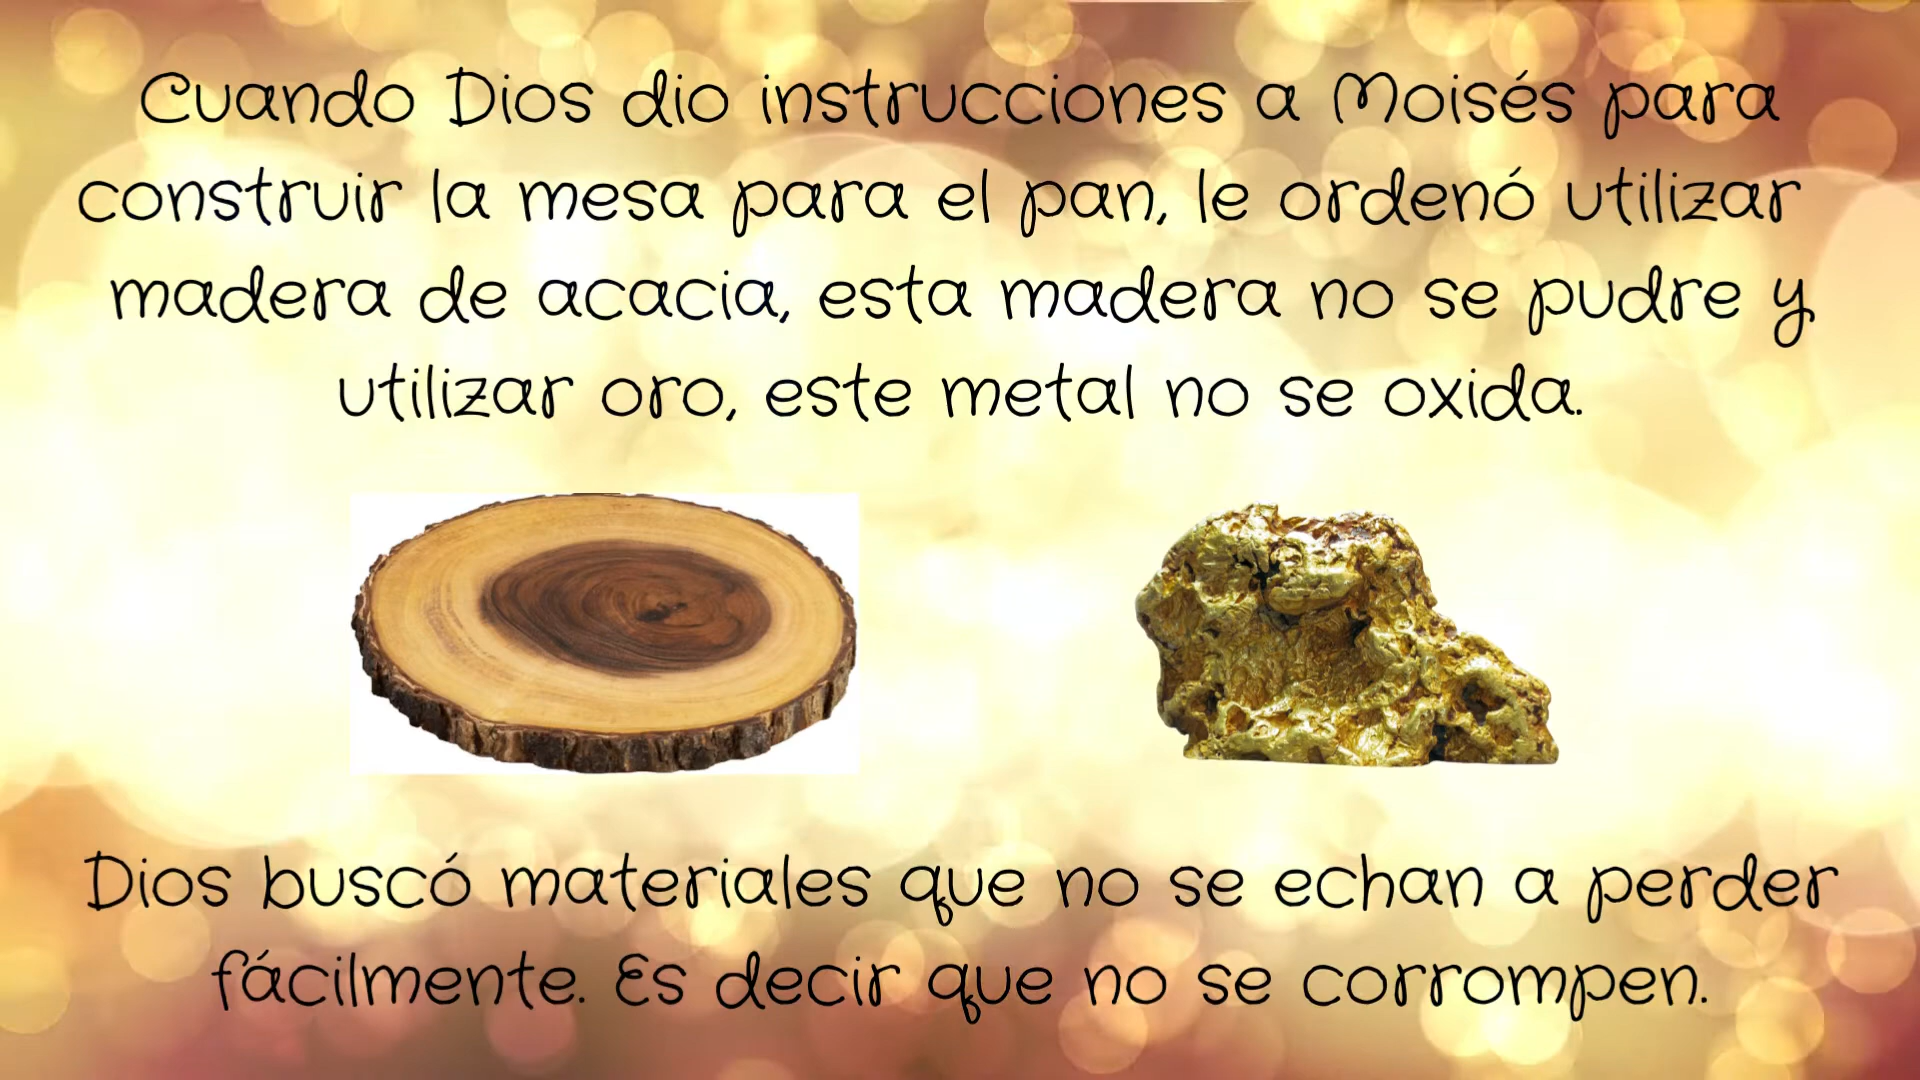 Cuando Dios dio instrucciones a Moisés para
construir la mesa para el pan, le ordenó utilizar
madera de acacia, esta madera no se pudre y
utilizar oro, este metal no se oxida.
Dios buscó materiales que no se echan a perder
fácilmente. Es decir que no se corrompen.